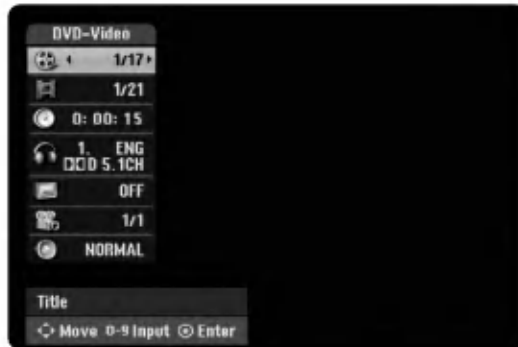 DVD-Video
1/17
1/21
0: 00: 15
1. ENG
D 5.1CH
OFF
1/1
NORMAL
Title
Move 0-9 Input Enter